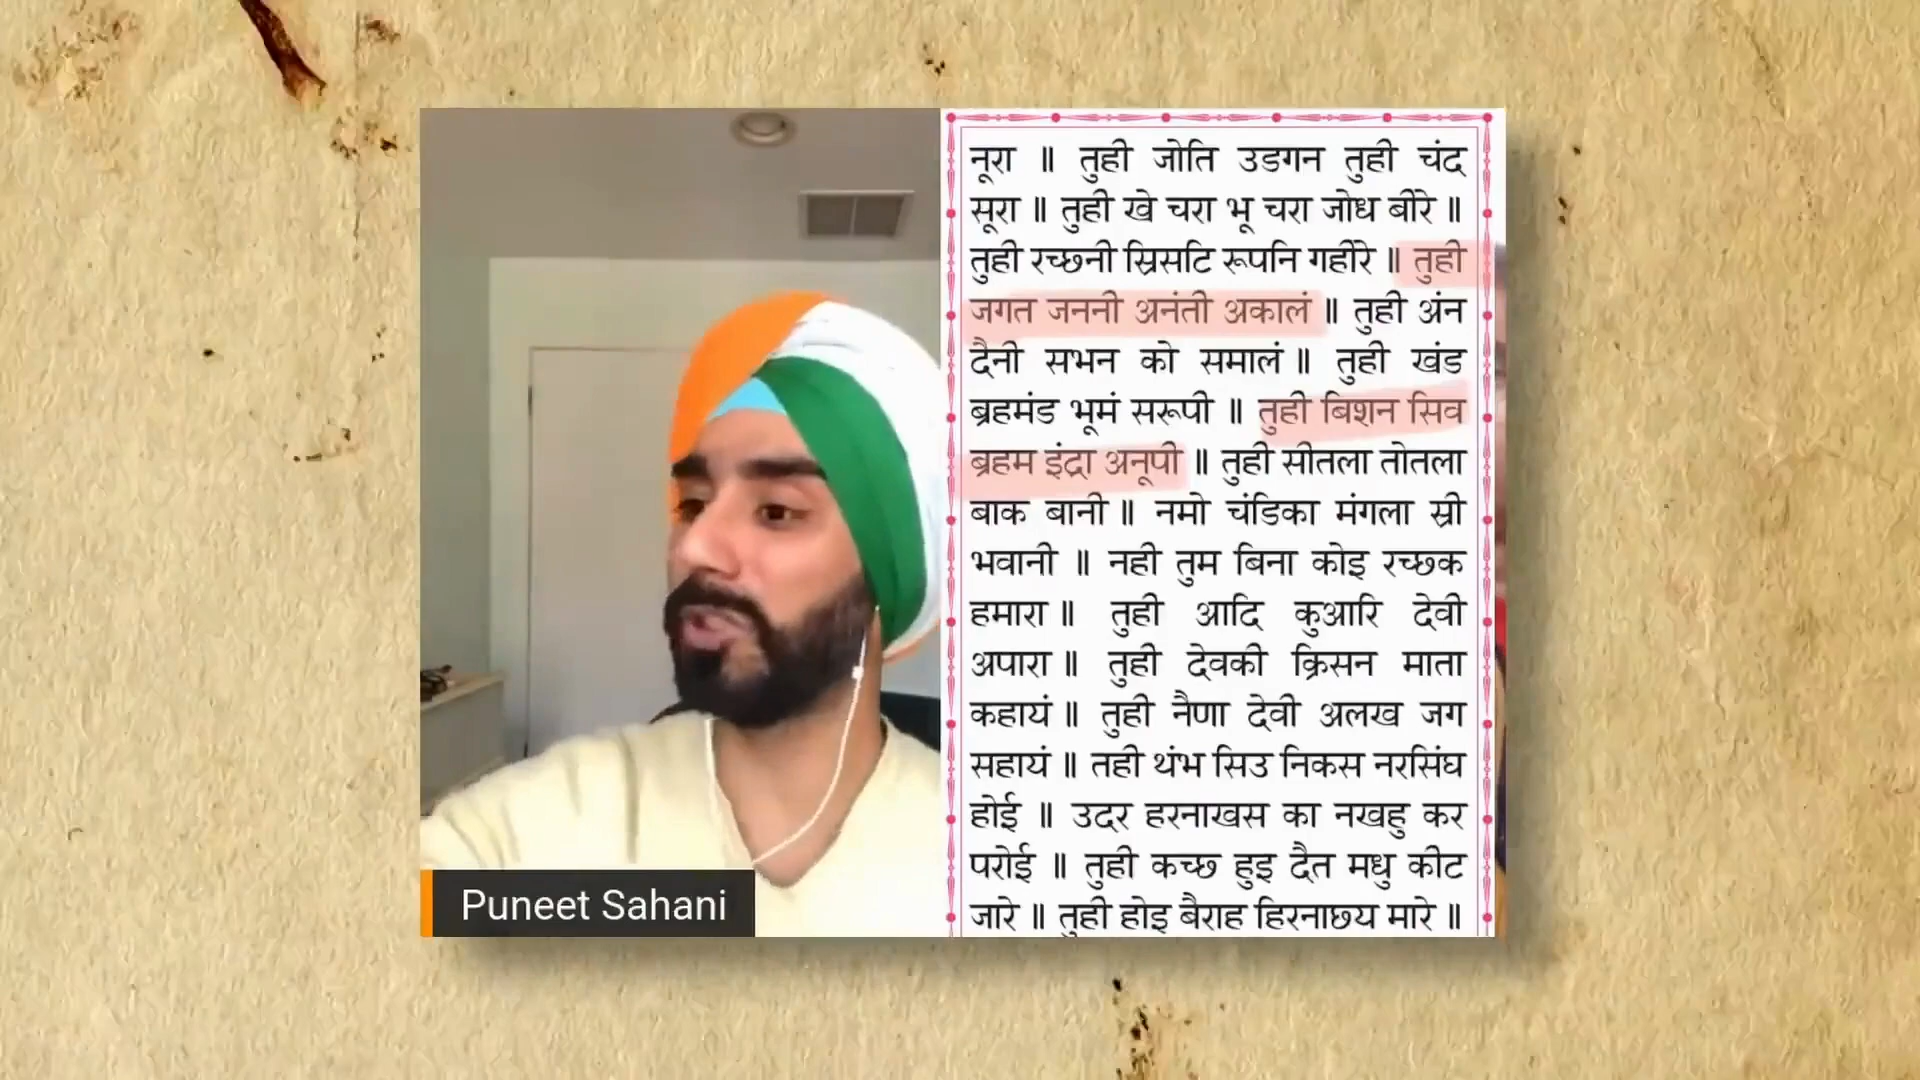 नूरा ॥ तुही जोति उडगन तुही चंद
सूरा ॥ तुही खे चरा भू चरा जोध बीरे ॥
तुही रच्छनी स्रिसटि रूपनि गहीरे ॥ तुही
जगत जननी अनंती अकालं ॥ तुही अंन
दैनी सभन को समालं ॥ तुही खंड
ब्रहमंड भूमं सरूपी ॥ तुही बिशन सिव
ब्रहम इंद्रा अनूपी ॥ तुही सीतला तोतला
बाक बानी ॥ नमो चंडिका मंगला स्री
भवानी ॥ नही तुम बिना कोइ रच्छक
हमारा ॥ तुही आदि कुआरि देवी
अपारा ॥ तुही देवकी क्रिसन माता
कहायं ॥ तुही नैणा देवी अलख जग
सहायं ॥ तही थंभ सिउ निकस नरसिंघ
होई ॥ उदर हरनाखस का नखहु कर
परोई ॥ तुही कच्छ हुइ दैत मधु कीट
जारे ॥ तुही होइ बैराह हिरनाछय मारे ॥
Puneet Sahani